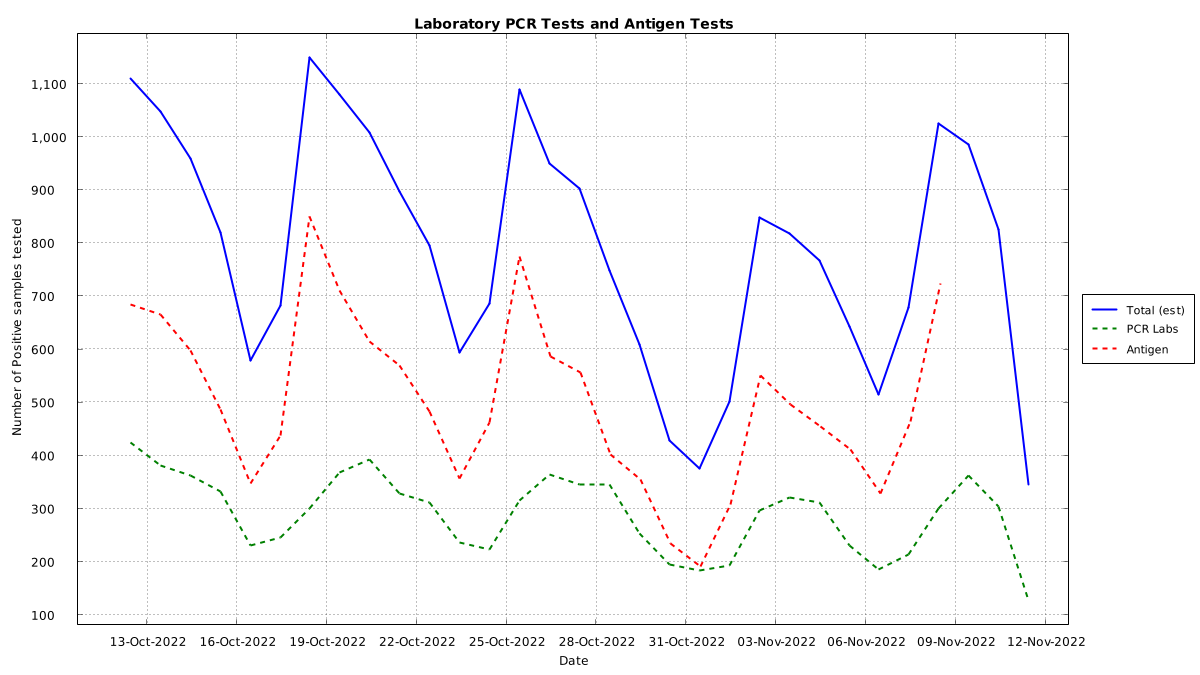 Laboratory PCR Tests and Antigen Tests
Number of Positive samples tested
1,100
1,000
900
800
700
600
500
400
300
200
100
13-Oct-2022 16-Oct-2022 19-Oct-2022 22-Oct-2022 25-Oct-2022 28-Oct-2022 31-Oct-2022 03-Nov-2022 06-Nov-2022 09-Nov-2022 12-Nov-2022
Date
Total (est)
PCR Labs
Antigen